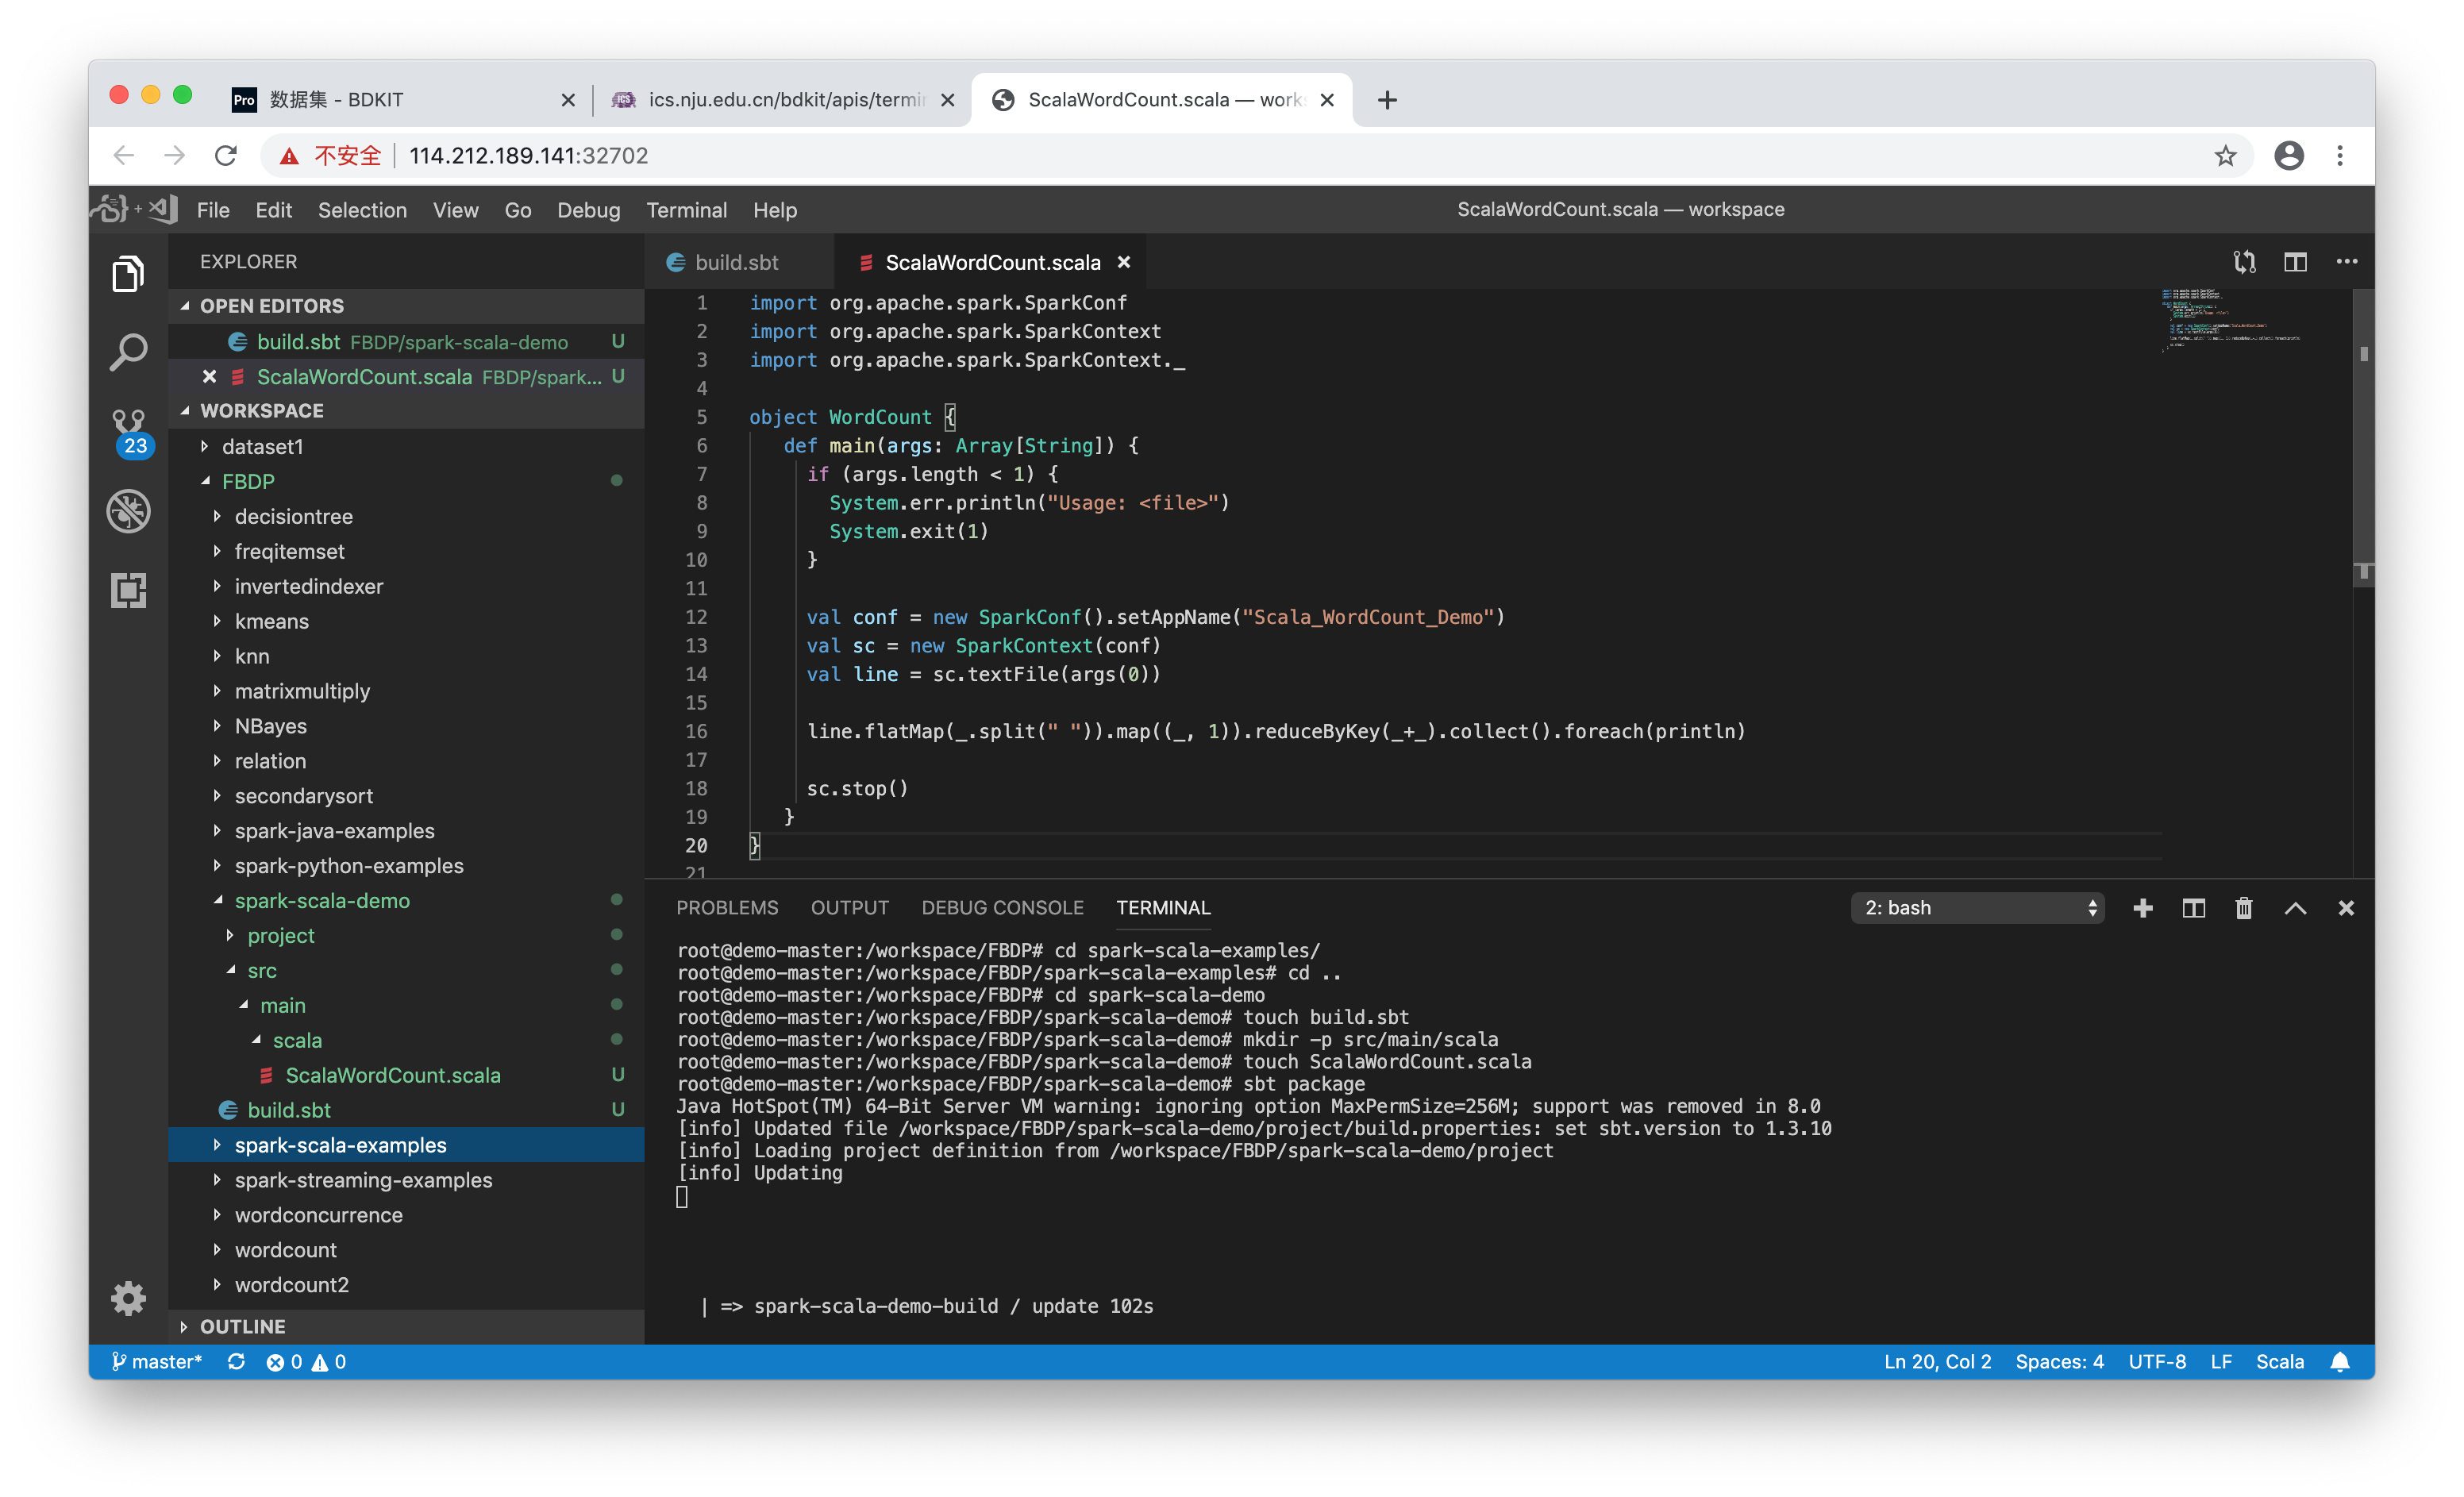 Pro 数据集 - BDKIT
ics.nju.edu.cn/bdkit/apis/termin
ScalaWordCount.scala — works
不安全 114.212.189.141:32702
File Edit Selection View Go Debug Terminal Help
ScalaWordCount.scala — workspace
EXPLORER
OPEN EDITORS
build.sbt FBDP/spark-scala-demo U
ScalaWordCount.scala FBDP/spark... U
WORKSPACE
23
dataset1
FBDP
decisiontree
freqitemset
invertedindexer
kmeans
knn
matrixmultiply
NBayes
relation
secondarysort
spark-java-examples
spark-python-examples
spark-scala-demo
project
src
main
scala
ScalaWordCount.scala U
build.sbt U
spark-scala-examples
spark-streaming-examples
wordconcurrence
wordcount
wordcount2
OUTLINE
build.sbt
ScalaWordCount.scala
1 import org.apache.spark.SparkConf
2 import org.apache.spark.SparkContext
3 import org.apache.spark.SparkContext._
4
5 object WordCount {
6 def main(args: Array[String]) {
7 if (args.length < 1) {
8 System.err.println("Usage: <file>")
9 System.exit(1)
10 }
11
12 val conf = new SparkConf().setAppName("Scala_WordCount_Demo")
13 val sc = new SparkContext(conf)
14 val line = sc.textFile(args(0))
15
16 line.flatMap(_.split(" ")).map((_, 1)).reduceByKey(_+_).collect().foreach(println)
17
18 sc.stop()
19 }
20 }
21
PROBLEMS OUTPUT DEBUG CONSOLE TERMINAL
2: bash
root@demo-master:/workspace/FBDP# cd spark-scala-examples/
root@demo-master:/workspace/FBDP/spark-scala-examples# cd ..
root@demo-master:/workspace/FBDP# cd spark-scala-demo
root@demo-master:/workspace/FBDP/spark-scala-demo# touch build.sbt
root@demo-master:/workspace/FBDP/spark-scala-demo# mkdir -p src/main/scala
root@demo-master:/workspace/FBDP/spark-scala-demo# touch ScalaWordCount.scala
root@demo-master:/workspace/FBDP/spark-scala-demo# sbt package
Java HotSpot(TM) 64-Bit Server VM warning: ignoring option MaxPermSize=256M; support was removed in 8.0
[info] Updated file /workspace/FBDP/spark-scala-demo/project/build.properties: set sbt.version to 1.3.10
[info] Loading project definition from /workspace/FBDP/spark-scala-demo/project
[info] Updating
| => spark-scala-demo-build / update 102s
master* 0 0
Ln 20, Col 2 Spaces: 4 UTF-8 LF Scala